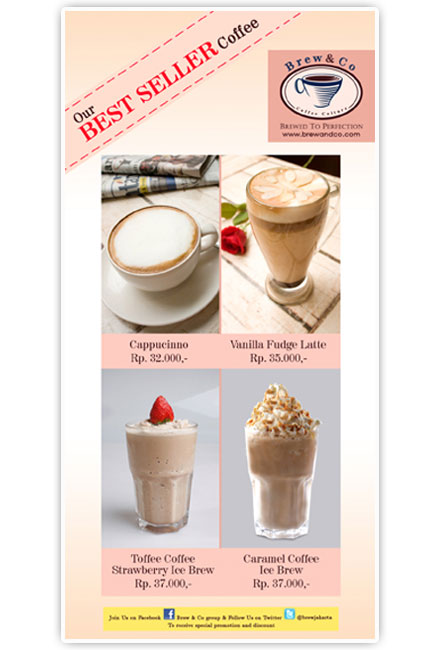 Our
BEST SELLER Coffee
Brew & Co
Coffee Culture
BREWED TO PERFECTION
www.brewandco.com
Cappucinno
Rp. 32.000,-
Vanilla Fudge Latte
Rp. 35.000,-
Toffee Coffee
Strawberry Ice Brew
Rp. 37.000,-
Caramel Coffee
Ice Brew
Rp. 37.000,-
Join Us on Facebook f Brew & Co group & Follow Us on Twitter t @brewjakarta
To receive special promotion and discount